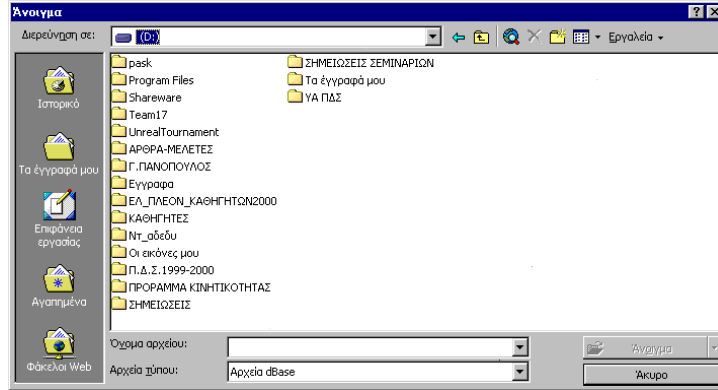 Άνοιγμα
Διερεύνηση σε:
(D:)
Εργαλεία
Ιστορικό
Τα έγγραφά μου
Επιφάνεια
εργασίας
Αγαπημένα
Φάκελοι Web
pask
Program Files
Shareware
Team17
UnrealTournament
ΑΡΘΡΑ-ΜΕΛΕΤΕΣ
Γ.ΠΑΝΟΠΟΥΛΟΣ
Εγγραφα
ΕΛ_ΠΛΕΟΝ_ΚΑΘΗΓΗΤΩΝ2000
ΚΑΘΗΓΗΤΕΣ
Ντ_αδεδυ
Οι εικόνες μου
Π.Δ.Σ.1999-2000
ΠΡΟΡΑΜΜΑ ΚΙΝΗΤΙΚΟΤΗΤΑΣ
ΣΗΜΕΙΩΣΕΙΣ
ΣΗΜΕΙΩΣΕΙΣ ΣΕΜΙΝΑΡΙΩΝ
Τα έγγραφά μου
ΥΑ ΠΔΣ
Όνομα αρχείου:
Άνοιγμα
Αρχεία τύπου:
Αρχεία dBase
Άκυρο